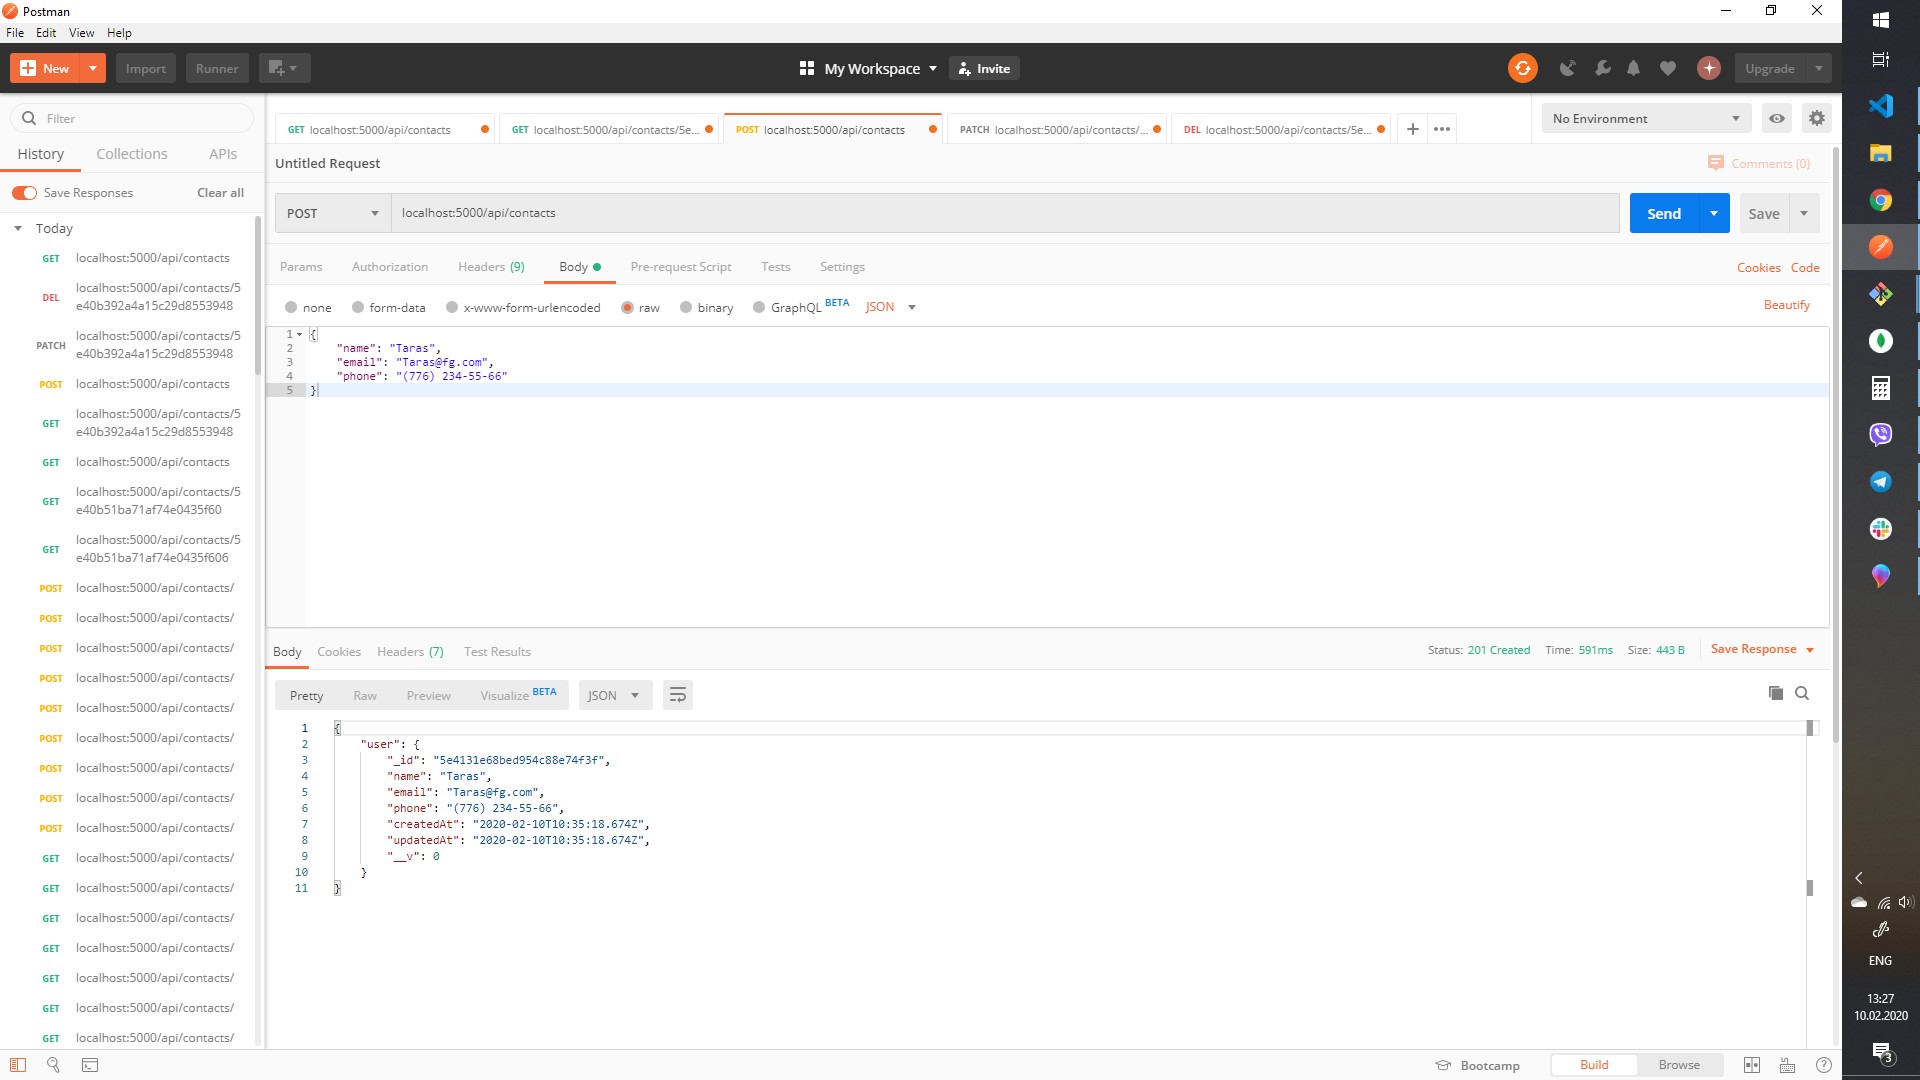 Postman
File Edit View Help
New Import Runner My Workspace Invite Upgrade
Filter
History Collections APIs
Save Responses Clear all
Today
GET localhost:5000/api/contacts
DEL localhost:5000/api/contacts/5
e40b392a4a15c29d8553948
PATCH localhost:5000/api/contacts/5
e40b392a4a15c29d8553948
POST localhost:5000/api/contacts
GET localhost:5000/api/contacts/5
e40b392a4a15c29d8553948
GET localhost:5000/api/contacts
GET localhost:5000/api/contacts/5
e40b51ba71af74e0435f60
GET localhost:5000/api/contacts/5
e40b51ba71af74e0435f606
POST localhost:5000/api/contacts/
POST localhost:5000/api/contacts/
POST localhost:5000/api/contacts/
POST localhost:5000/api/contacts/
POST localhost:5000/api/contacts/
POST localhost:5000/api/contacts/
POST localhost:5000/api/contacts/
POST localhost:5000/api/contacts/
POST localhost:5000/api/contacts/
GET localhost:5000/api/contacts/
GET localhost:5000/api/contacts/
GET localhost:5000/api/contacts/
GET localhost:5000/api/contacts/
GET localhost:5000/api/contacts/
GET localhost:5000/api/contacts/
GET localhost:5000/api/contacts/
GET localhost:5000/api/contacts GET localhost:5000/api/contacts/5e... POST localhost:5000/api/contacts PATCH localhost:5000/api/contacts/... DEL localhost:5000/api/contacts/5e... No Environment
Untitled Request Comments (0)
POST localhost:5000/api/contacts Send Save
Params Authorization Headers (9) Body Pre-request Script Tests Settings Cookies Code
none form-data x-www-form-urlencoded raw binary GraphQL BETA JSON Beautify
1 {
2 "name": "Taras",
3 "email": "Taras@fg.com",
4 "phone": "(776) 234-55-66"
5 }
Body Cookies Headers (7) Test Results Status: 201 Created Time: 591ms Size: 443 B Save Response
Pretty Raw Preview Visualize BETA JSON
1 {
2 "user": {
3 "_id": "5e4131e68bed954c88e74f3f",
4 "name": "Taras",
5 "email": "Taras@fg.com",
6 "phone": "(776) 234-55-66",
7 "createdAt": "2020-02-10T10:35:18.674Z",
8 "updatedAt": "2020-02-10T10:35:18.674Z",
9 "__v": 0
10 }
11 }
Bootcamp Build Browse
ENG
13:27
10.02.2020
3